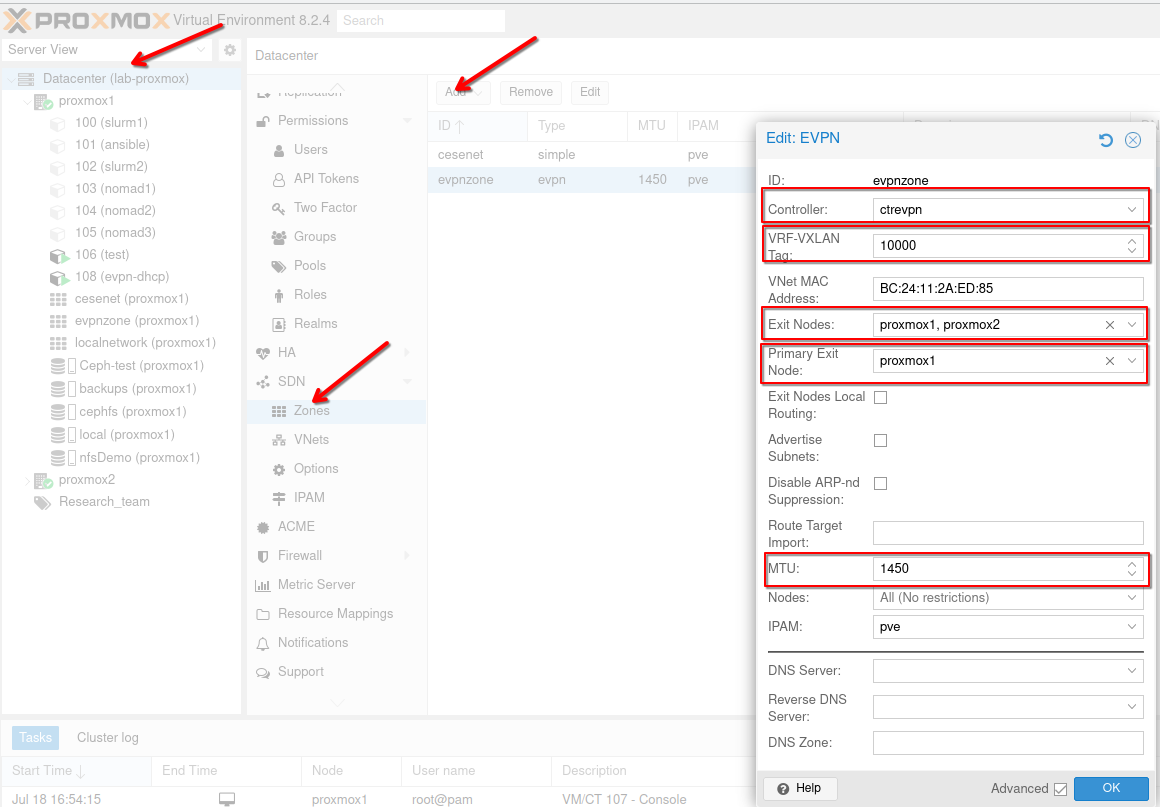 PROXMOX Virtual Environment 8.2.4 Search
Server View
Datacenter (lab-proxmox)
proxmox1
100 (slurm1)
101 (ansible)
102 (slurm2)
103 (nomad1)
104 (nomad2)
105 (nomad3)
106 (test)
108 (evpn-dhcp)
cesenet (proxmox1)
evpnzone (proxmox1)
localnetwork (proxmox1)
Ceph-test (proxmox1)
backups (proxmox1)
cephfs (proxmox1)
local (proxmox1)
nfsDemo (proxmox1)
proxmox2
Research_team
Datacenter
Replication
Permissions
Users
API Tokens
Two Factor
Groups
Pools
Roles
Realms
HA
SDN
Zones
VNets
Options
IPAM
ACME
Firewall
Metric Server
Resource Mappings
Notifications
Support
Add Remove Edit
ID Type MTU IPAM
cesenet simple pve
evpnzone evpn 1450 pve
Edit: EVPN
ID: evpnzone
Controller: ctrevpn
VRF-VXLAN
Tag: 10000
VNet MAC
Address: BC:24:11:2A:ED:85
Exit Nodes: proxmox1, proxmox2
Primary Exit
Node: proxmox1
Exit Nodes Local
Routing:
Advertise
Subnets:
Disable ARP-nd
Suppression:
Route Target
Import:
MTU: 1450
Nodes: All (No restrictions)
IPAM: pve
DNS Server:
Reverse DNS
Server:
DNS Zone:
Help Advanced OK
Tasks Cluster log
Start Time End Time Node User name Description
Jul 18 16:54:15 proxmox1 root@pam VM/CT 107 - Console